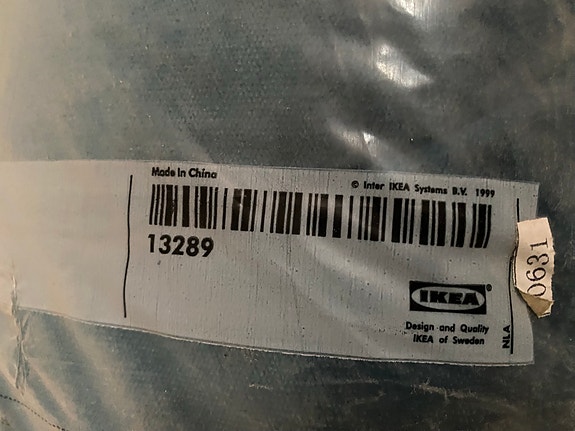 Made In China
© Inter IKEA Systems B.V. 1999
13289
IKEA®
Design and Quality
IKEA of Sweden
NLA
0631